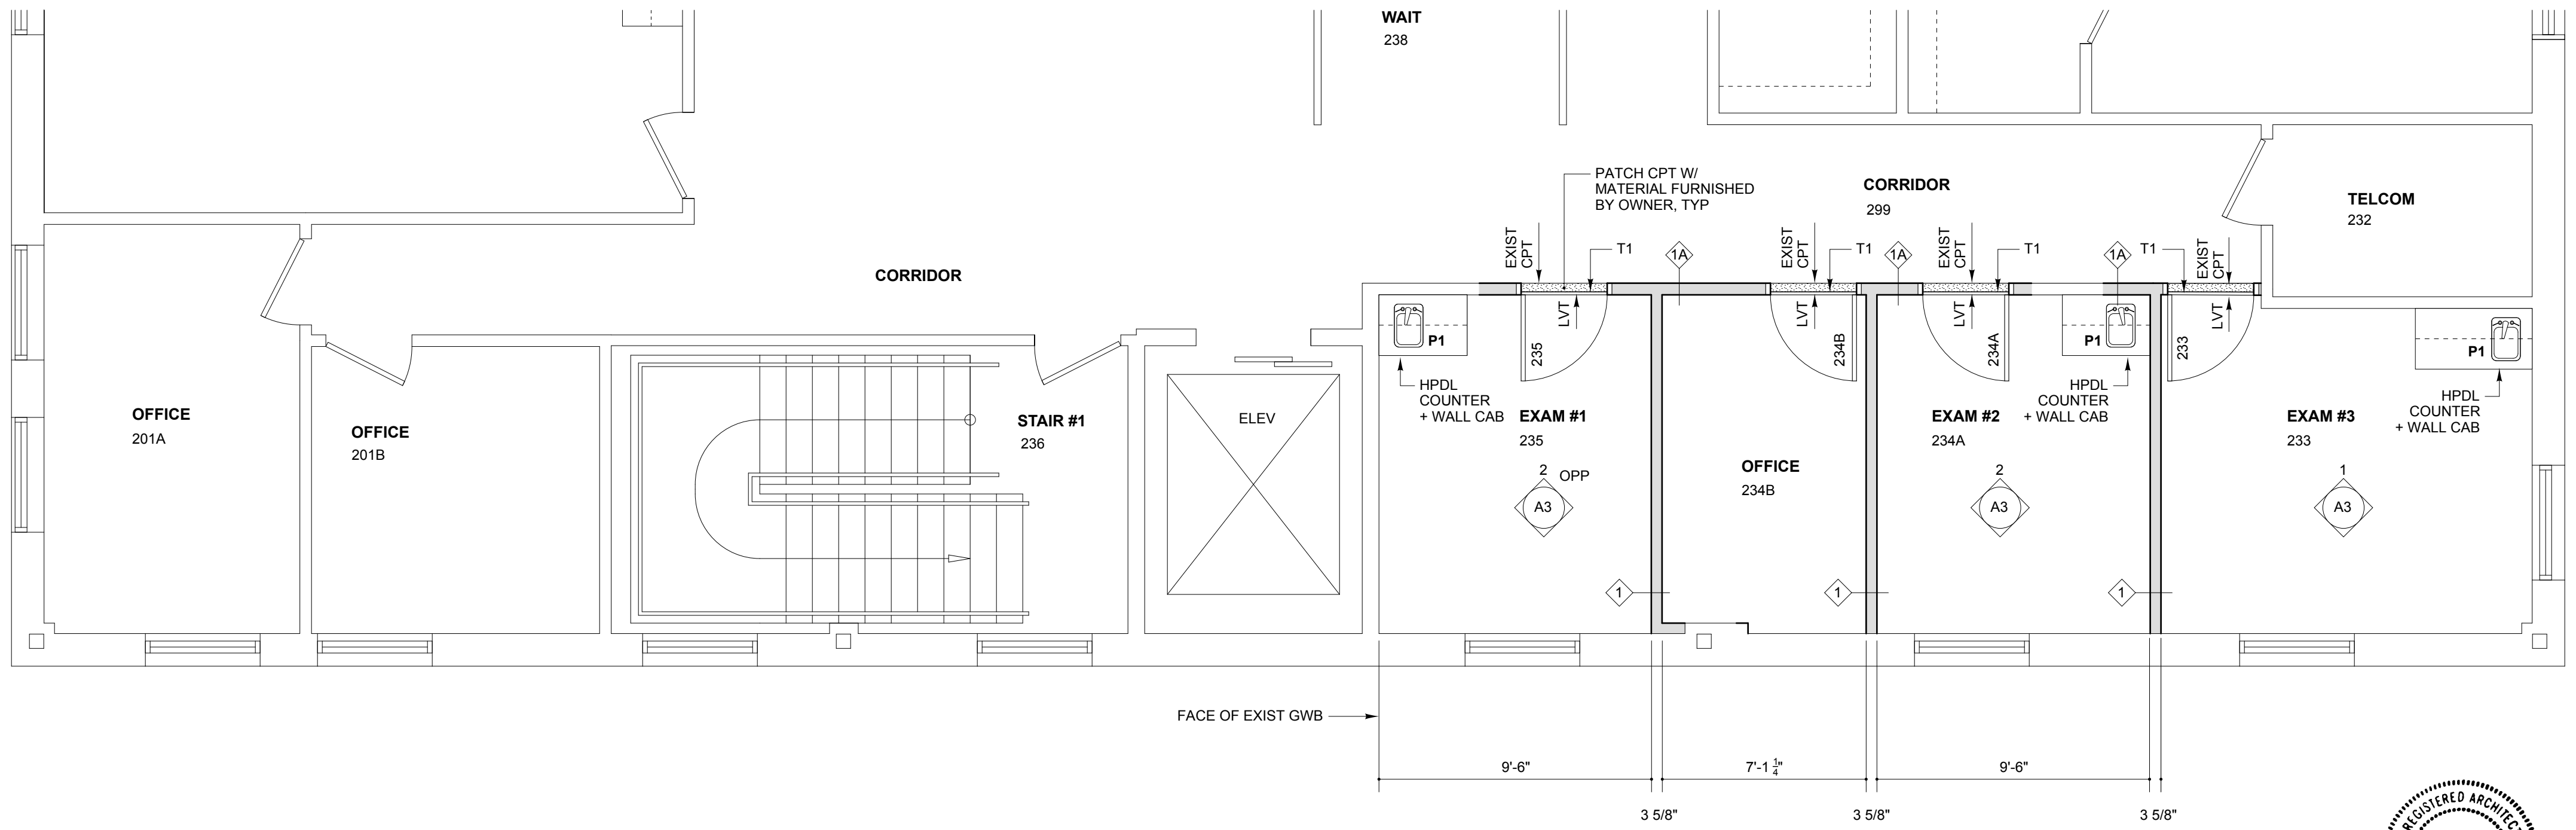 WAIT
238
PATCH CPT W/
MATERIAL FURNISHED
BY OWNER, TYP
CORRIDOR
299
TELCOM
232
CORRIDOR
EXIST
CPT
T1
1A
EXIST
CPT
T1
1A
EXIST
CPT
T1
1A
T1
EXIST
CPT
LVT
LVT
LVT
LVT
P1
235
234B
234A
P1
233
P1
HPDL
COUNTER
+ WALL CAB
HPDL
COUNTER
+ WALL CAB
HPDL
COUNTER
+ WALL CAB
OFFICE
201A
OFFICE
201B
STAIR #1
236
ELEV
EXAM #1
235
2
OPP
A3
OFFICE
234B
EXAM #2
234A
2
A3
EXAM #3
233
1
A3
1
1
1
FACE OF EXIST GWB
9'-6"
7'-1 1/4"
9'-6"
3 5/8"
3 5/8"
3 5/8"
REGISTERED